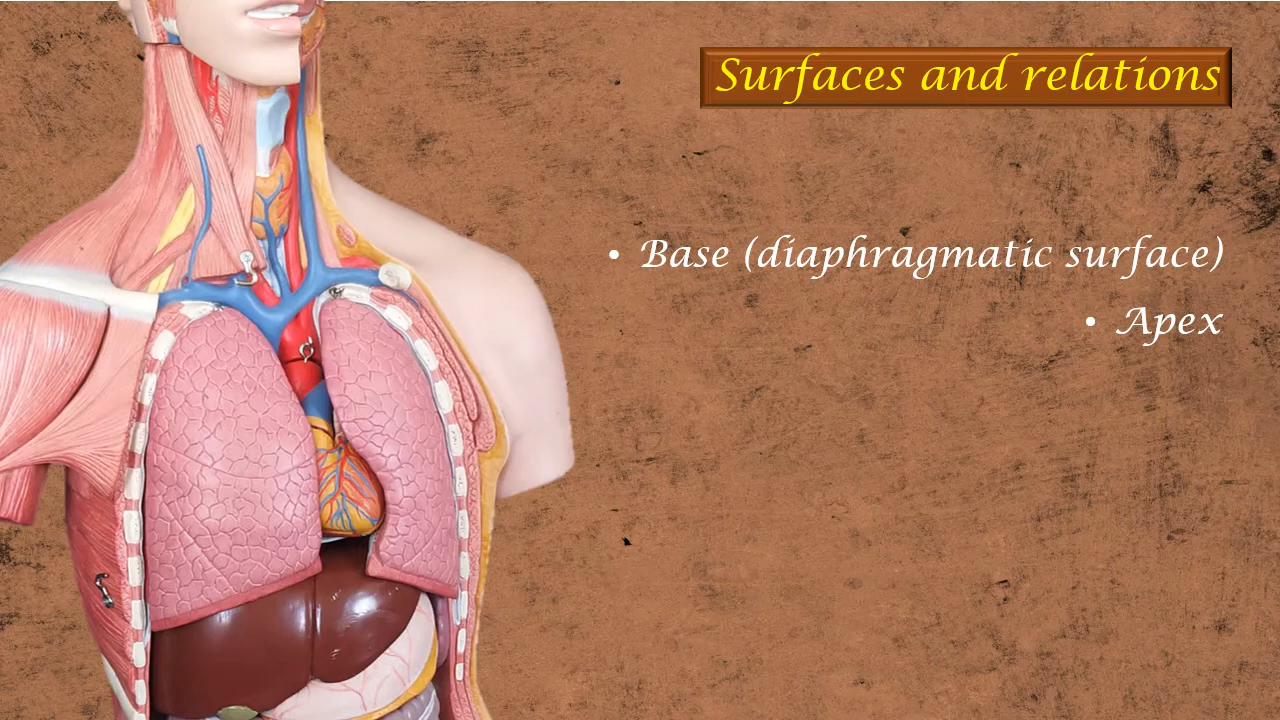 Surfaces and relations
• Base (diaphragmatic surface)
• Apex